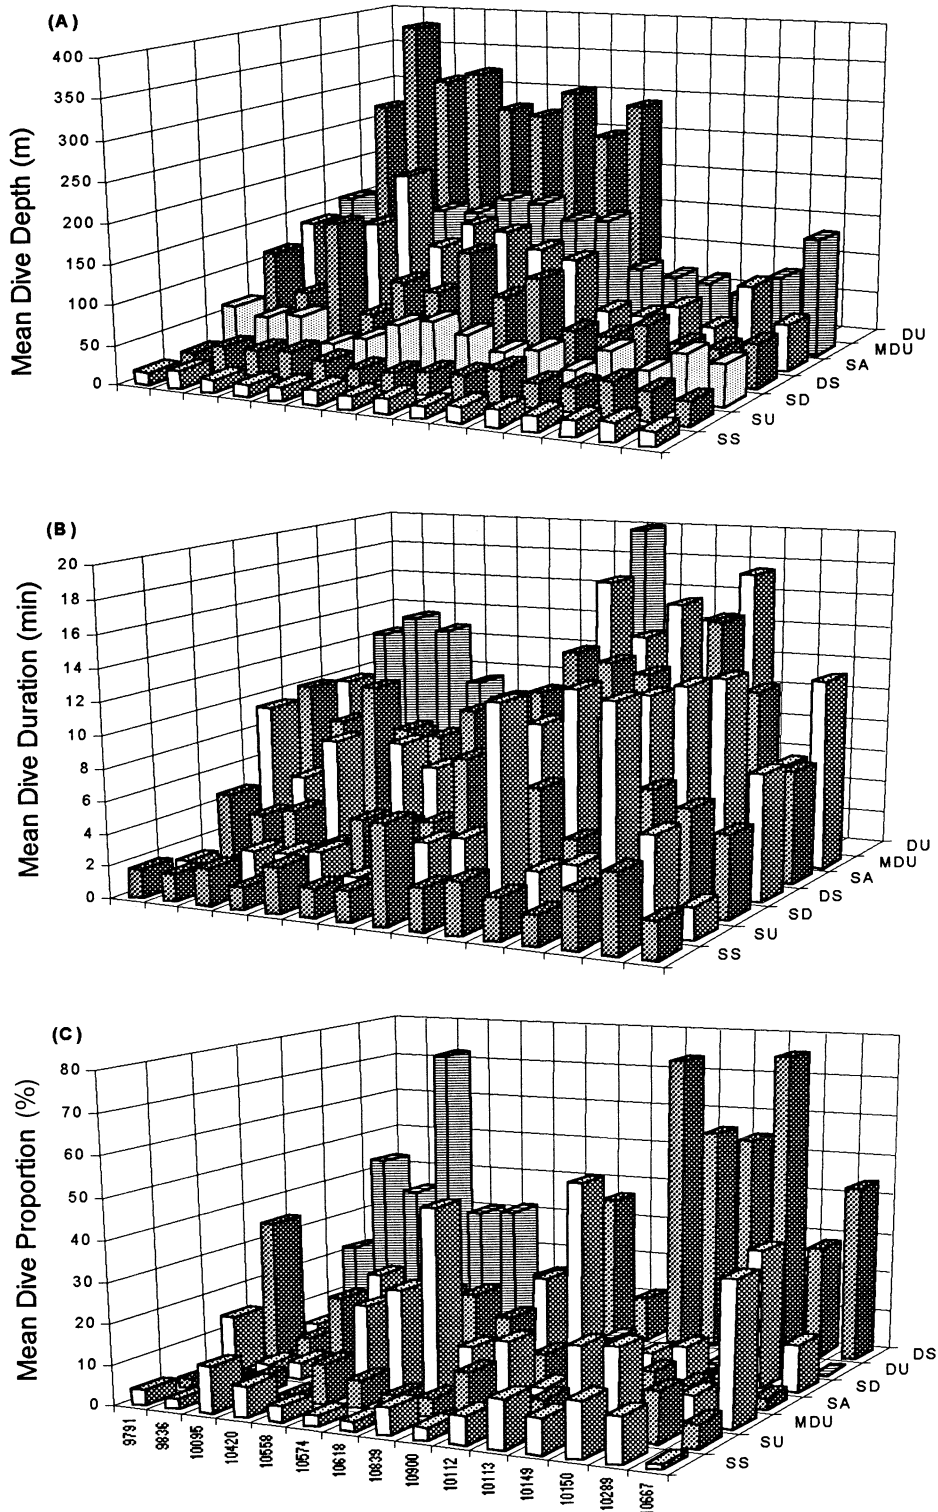 (A)
Mean Dive Depth (m)
400
350
300
250
200
150
100
50
0
DU
MDU
SA
DS
SD
SU
SS
(B)
Mean Dive Duration (min)
20
18
16
14
12
10
8
6
4
2
0
DU
MDU
SA
DS
SD
SU
SS
(C)
Mean Dive Proportion (%)
80
70
60
50
40
30
20
10
0
DS
DU
SD
SA
MDU
SU
SS
9791
9836
10095
10420
10558
10574
10618
10839
10900
10112
10113
10149
10150
10289
10667